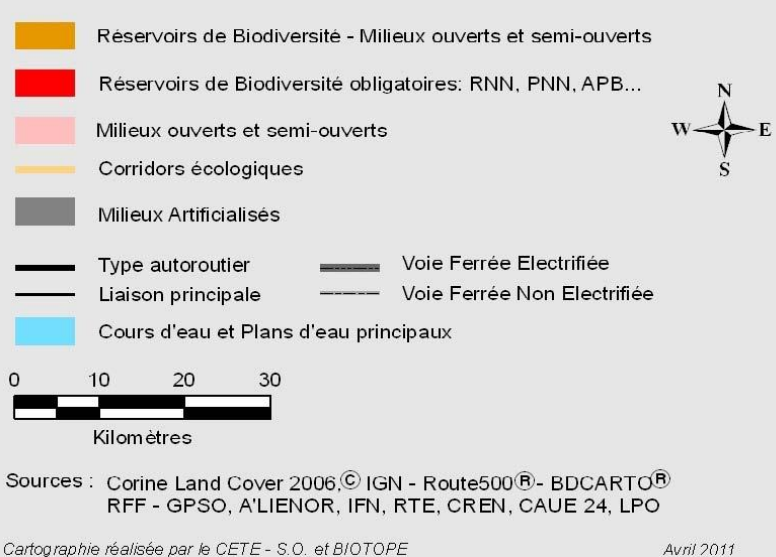 Réservoirs de Biodiversité - Milieux ouverts et semi-ouverts
Réservoirs de Biodiversité obligatoires: RNN, PNN, APB...
N
W E
S
Milieux ouverts et semi-ouverts
Corridors écologiques
Milieux Artificialisés
Type autoroutier
Voie Ferrée Electrifiée
Liaison principale
Voie Ferrée Non Electrifiée
Cours d'eau et Plans d'eau principaux
0 10 20 30
Kilomètres
Sources : Corine Land Cover 2006,© IGN - Route500®- BDCARTO®
RFF - GPSO, A'LIENOR, IFN, RTE, CREN, CAUE 24, LPO
Cartographie réalisée par le CETE - S.O. et BIOTOPE
Avril 2011